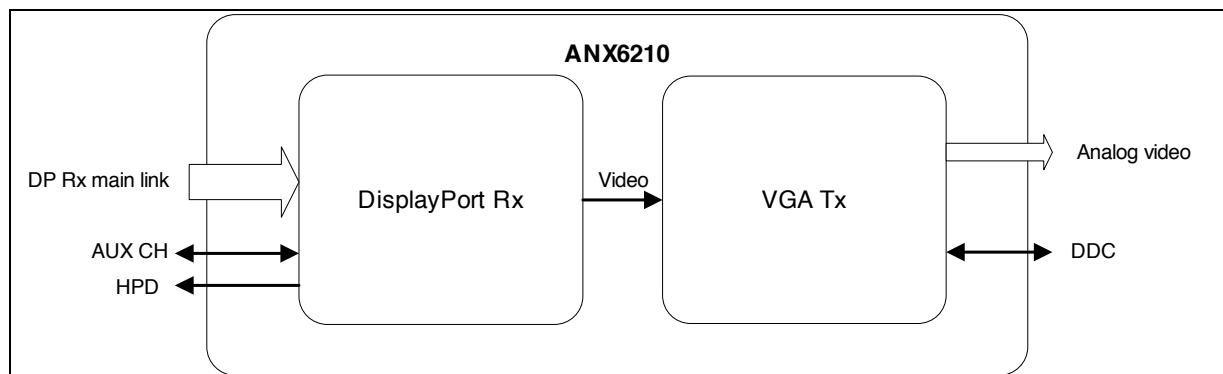 ANX6210
DP Rx main link
AUX CH
HPD
DisplayPort Rx
Video
VGA Tx
Analog video
DDC